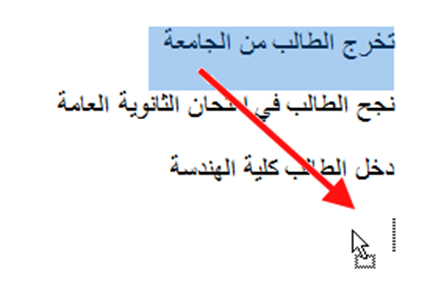 تخرج الطالب من الجامعة
نجح الطالب في امتحان الثانوية العامة
دخل الطالب كلية الهندسة